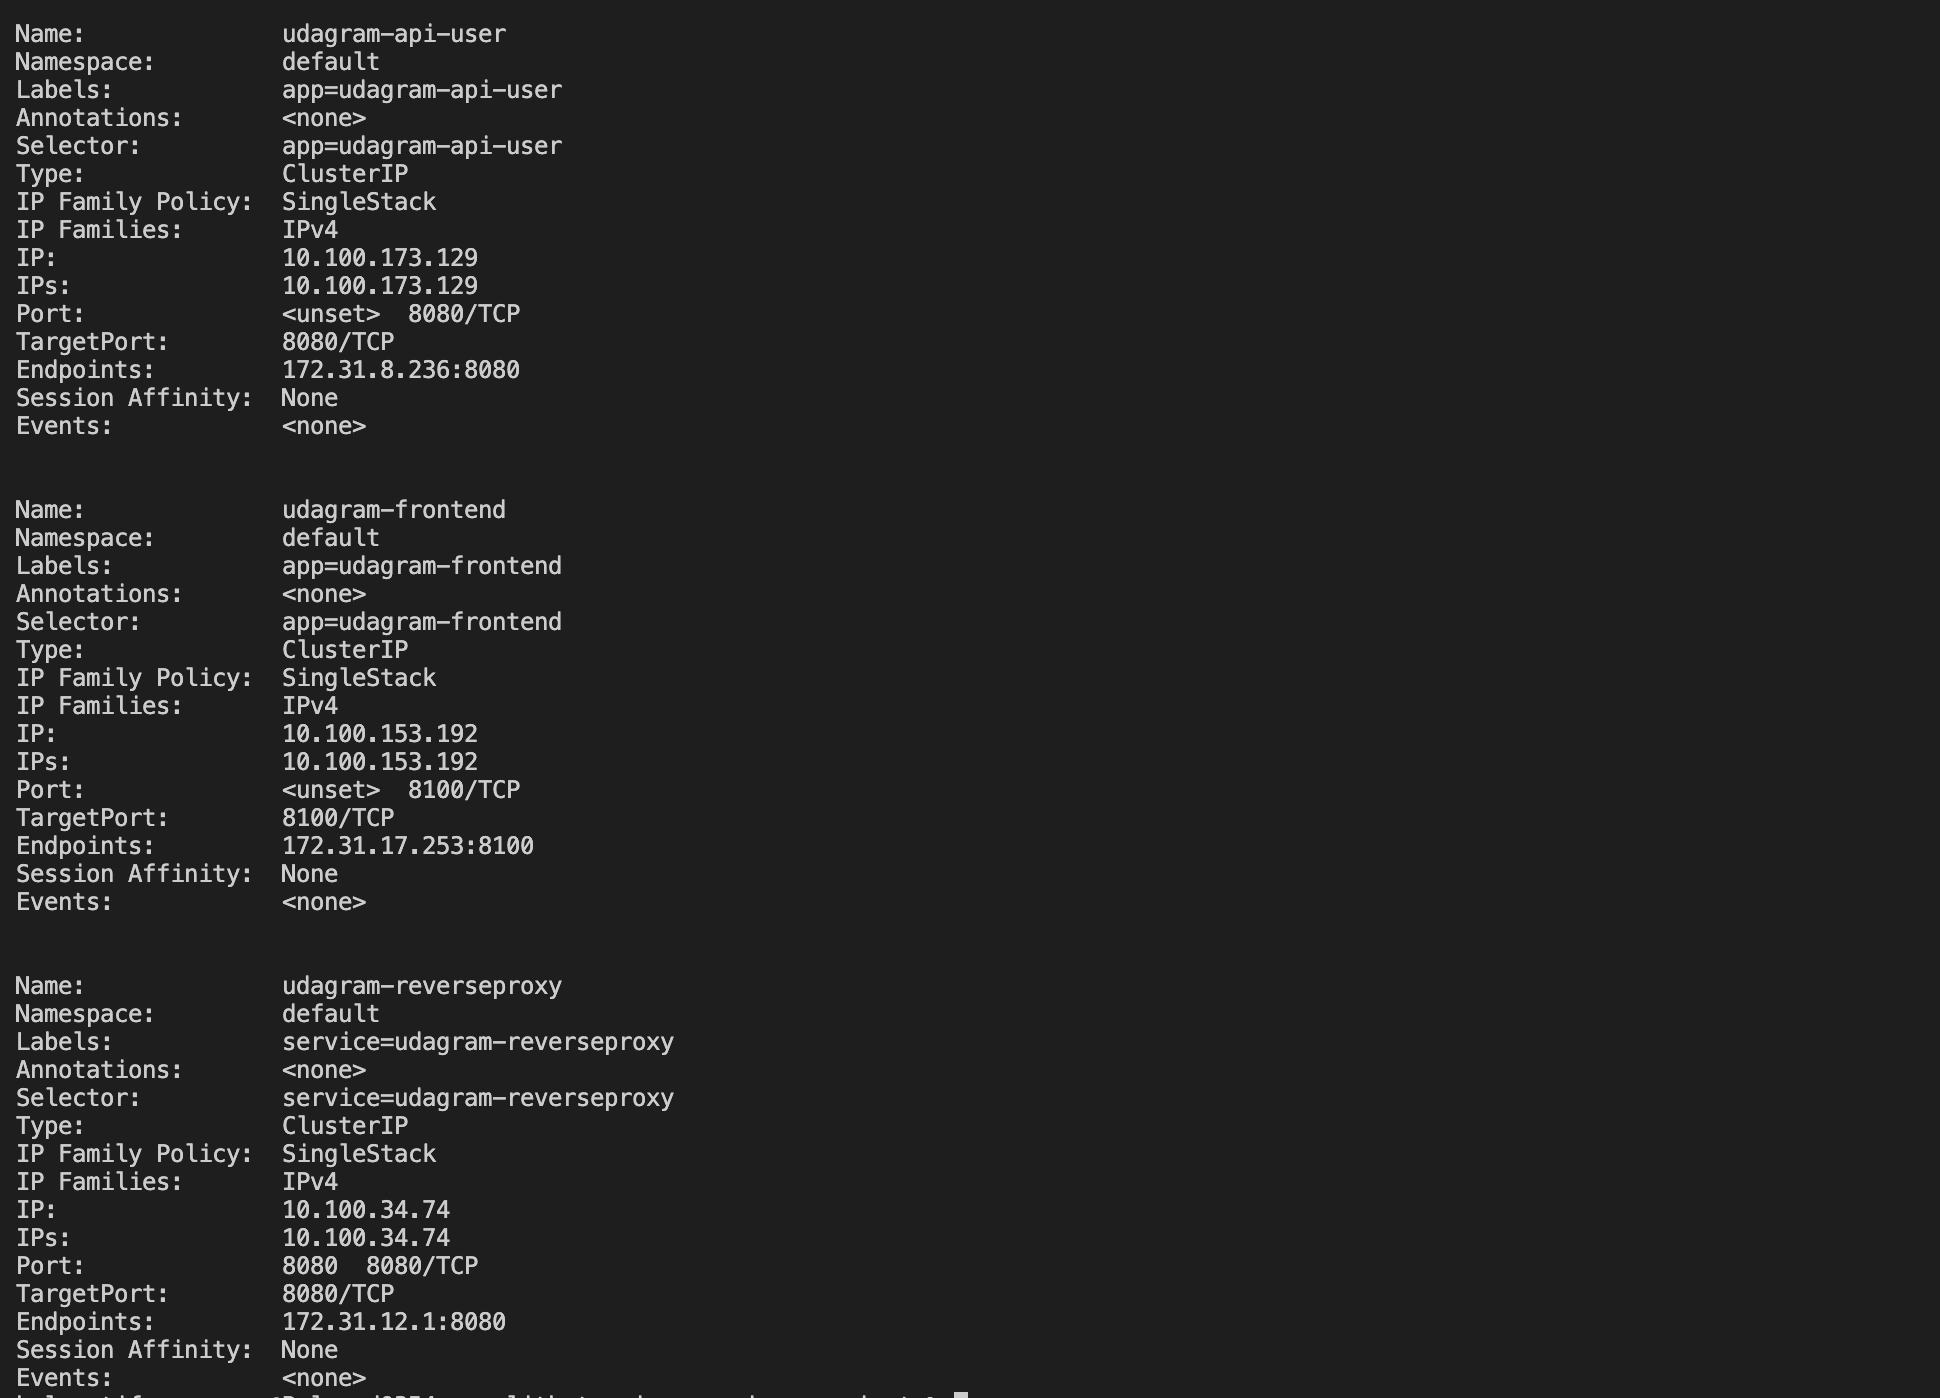 Name: udagram-api-user
Namespace: default
Labels: app=udagram-api-user
Annotations: <none>
Selector: app=udagram-api-user
Type: ClusterIP
IP Family Policy: SingleStack
IP Families: IPv4
IP: 10.100.173.129
IPs: 10.100.173.129
Port: <unset> 8080/TCP
TargetPort: 8080/TCP
Endpoints: 172.31.8.236:8080
Session Affinity: None
Events: <none>
Name: udagram-frontend
Namespace: default
Labels: app=udagram-frontend
Annotations: <none>
Selector: app=udagram-frontend
Type: ClusterIP
IP Family Policy: SingleStack
IP Families: IPv4
IP: 10.100.153.192
IPs: 10.100.153.192
Port: <unset> 8100/TCP
TargetPort: 8100/TCP
Endpoints: 172.31.17.253:8100
Session Affinity: None
Events: <none>
Name: udagram-reverseproxy
Namespace: default
Labels: service=udagram-reverseproxy
Annotations: <none>
Selector: service=udagram-reverseproxy
Type: ClusterIP
IP Family Policy: SingleStack
IP Families: IPv4
IP: 10.100.34.74
IPs: 10.100.34.74
Port: 8080 8080/TCP
TargetPort: 8080/TCP
Endpoints: 172.31.12.1:8080
Session Affinity: None
Events: <none>